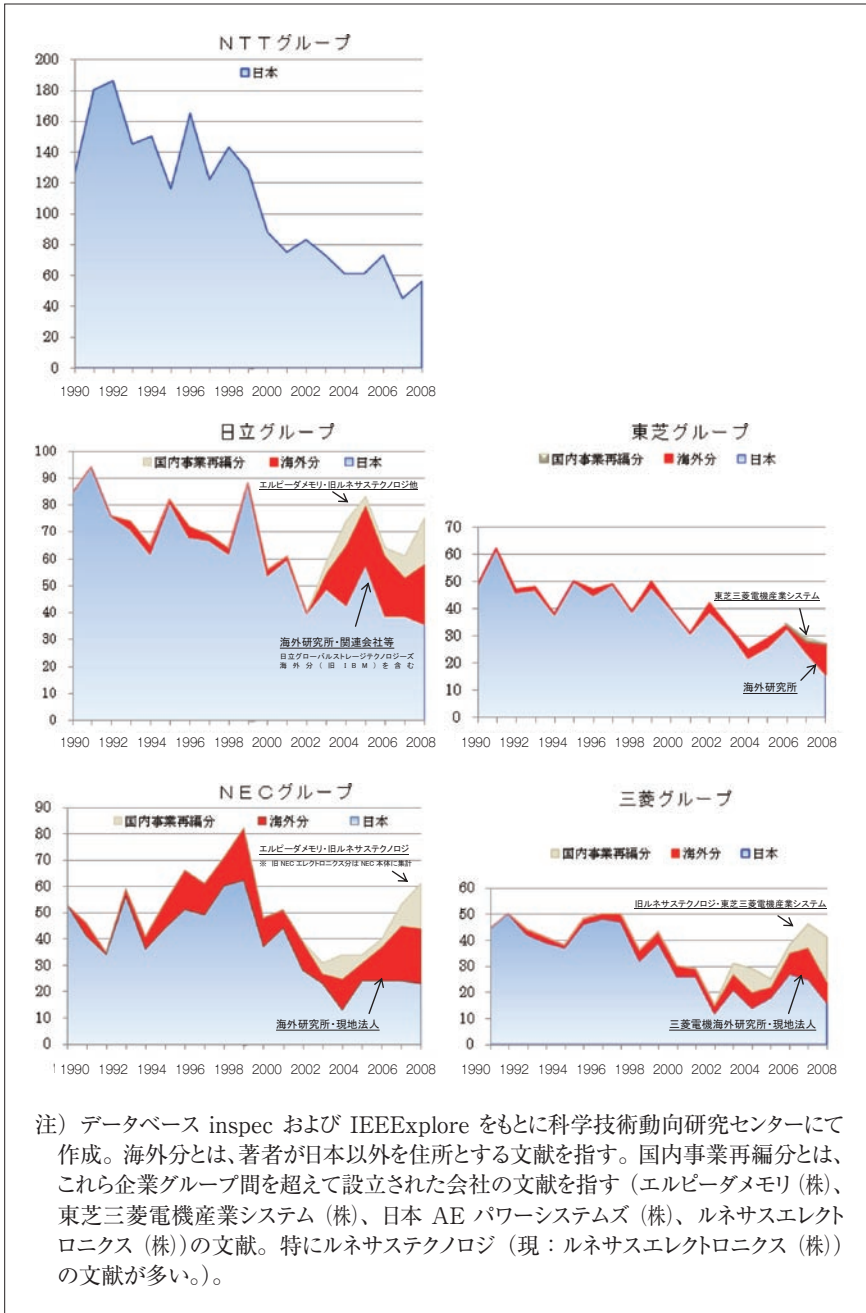 NTTグループ
日本
200
180
160
140
120
100
80
60
40
20
0
1990 1992 1994 1996 1998 2000 2002 2004 2006 2008
日立グループ
国内事業再編分 海外分 日本
エルピーダメモリ・旧ルネサステクノロジ他
100
90
80
70
60
50
40
30
20
10
0
海外研究所・関連会社等
日立グローバルストレージテクノロジーズ
海外分(旧IBM)を含む
1990 1992 1994 1996 1998 2000 2002 2004 2006 2008
東芝グループ
国内事業再編分 海外分 日本
70
60
50
40
30
20
10
0
東芝三菱電機産業システム
海外研究所
1990 1992 1994 1996 1998 2000 2002 2004 2006 2008
NECグループ
国内事業再編分 海外分 日本
エルピーダメモリ・旧ルネサステクノロジ
※ 旧NECエレクトロニクス分はNEC本体に集計
90
80
70
60
50
40
30
20
10
0
海外研究所・現地法人
1990 1992 1994 1996 1998 2000 2002 2004 2006 2008
三菱グループ
国内事業再編分 海外分 日本
旧ルネサステクノロジ・東芝三菱電機産業システム
60
50
40
30
20
10
0
三菱電機海外研究所・現地法人
1990 1992 1994 1996 1998 2000 2002 2004 2006 2008
注) データベース inspec および IEEExplore をもとに科学技術動向研究センターにて
作成。海外分とは、著者が日本以外を住所とする文献を指す。国内事業再編分とは、
これら企業グループ間を超えて設立された会社の文献を指す (エルピーダメモリ (株)、
東芝三菱電機産業システム (株)、日本 AE パワーシステムズ (株)、ルネサスエレクト
ロニクス (株))の文献。特にルネサステクノロジ (現:ルネサスエレクトロニクス (株))
の文献が多い。)。